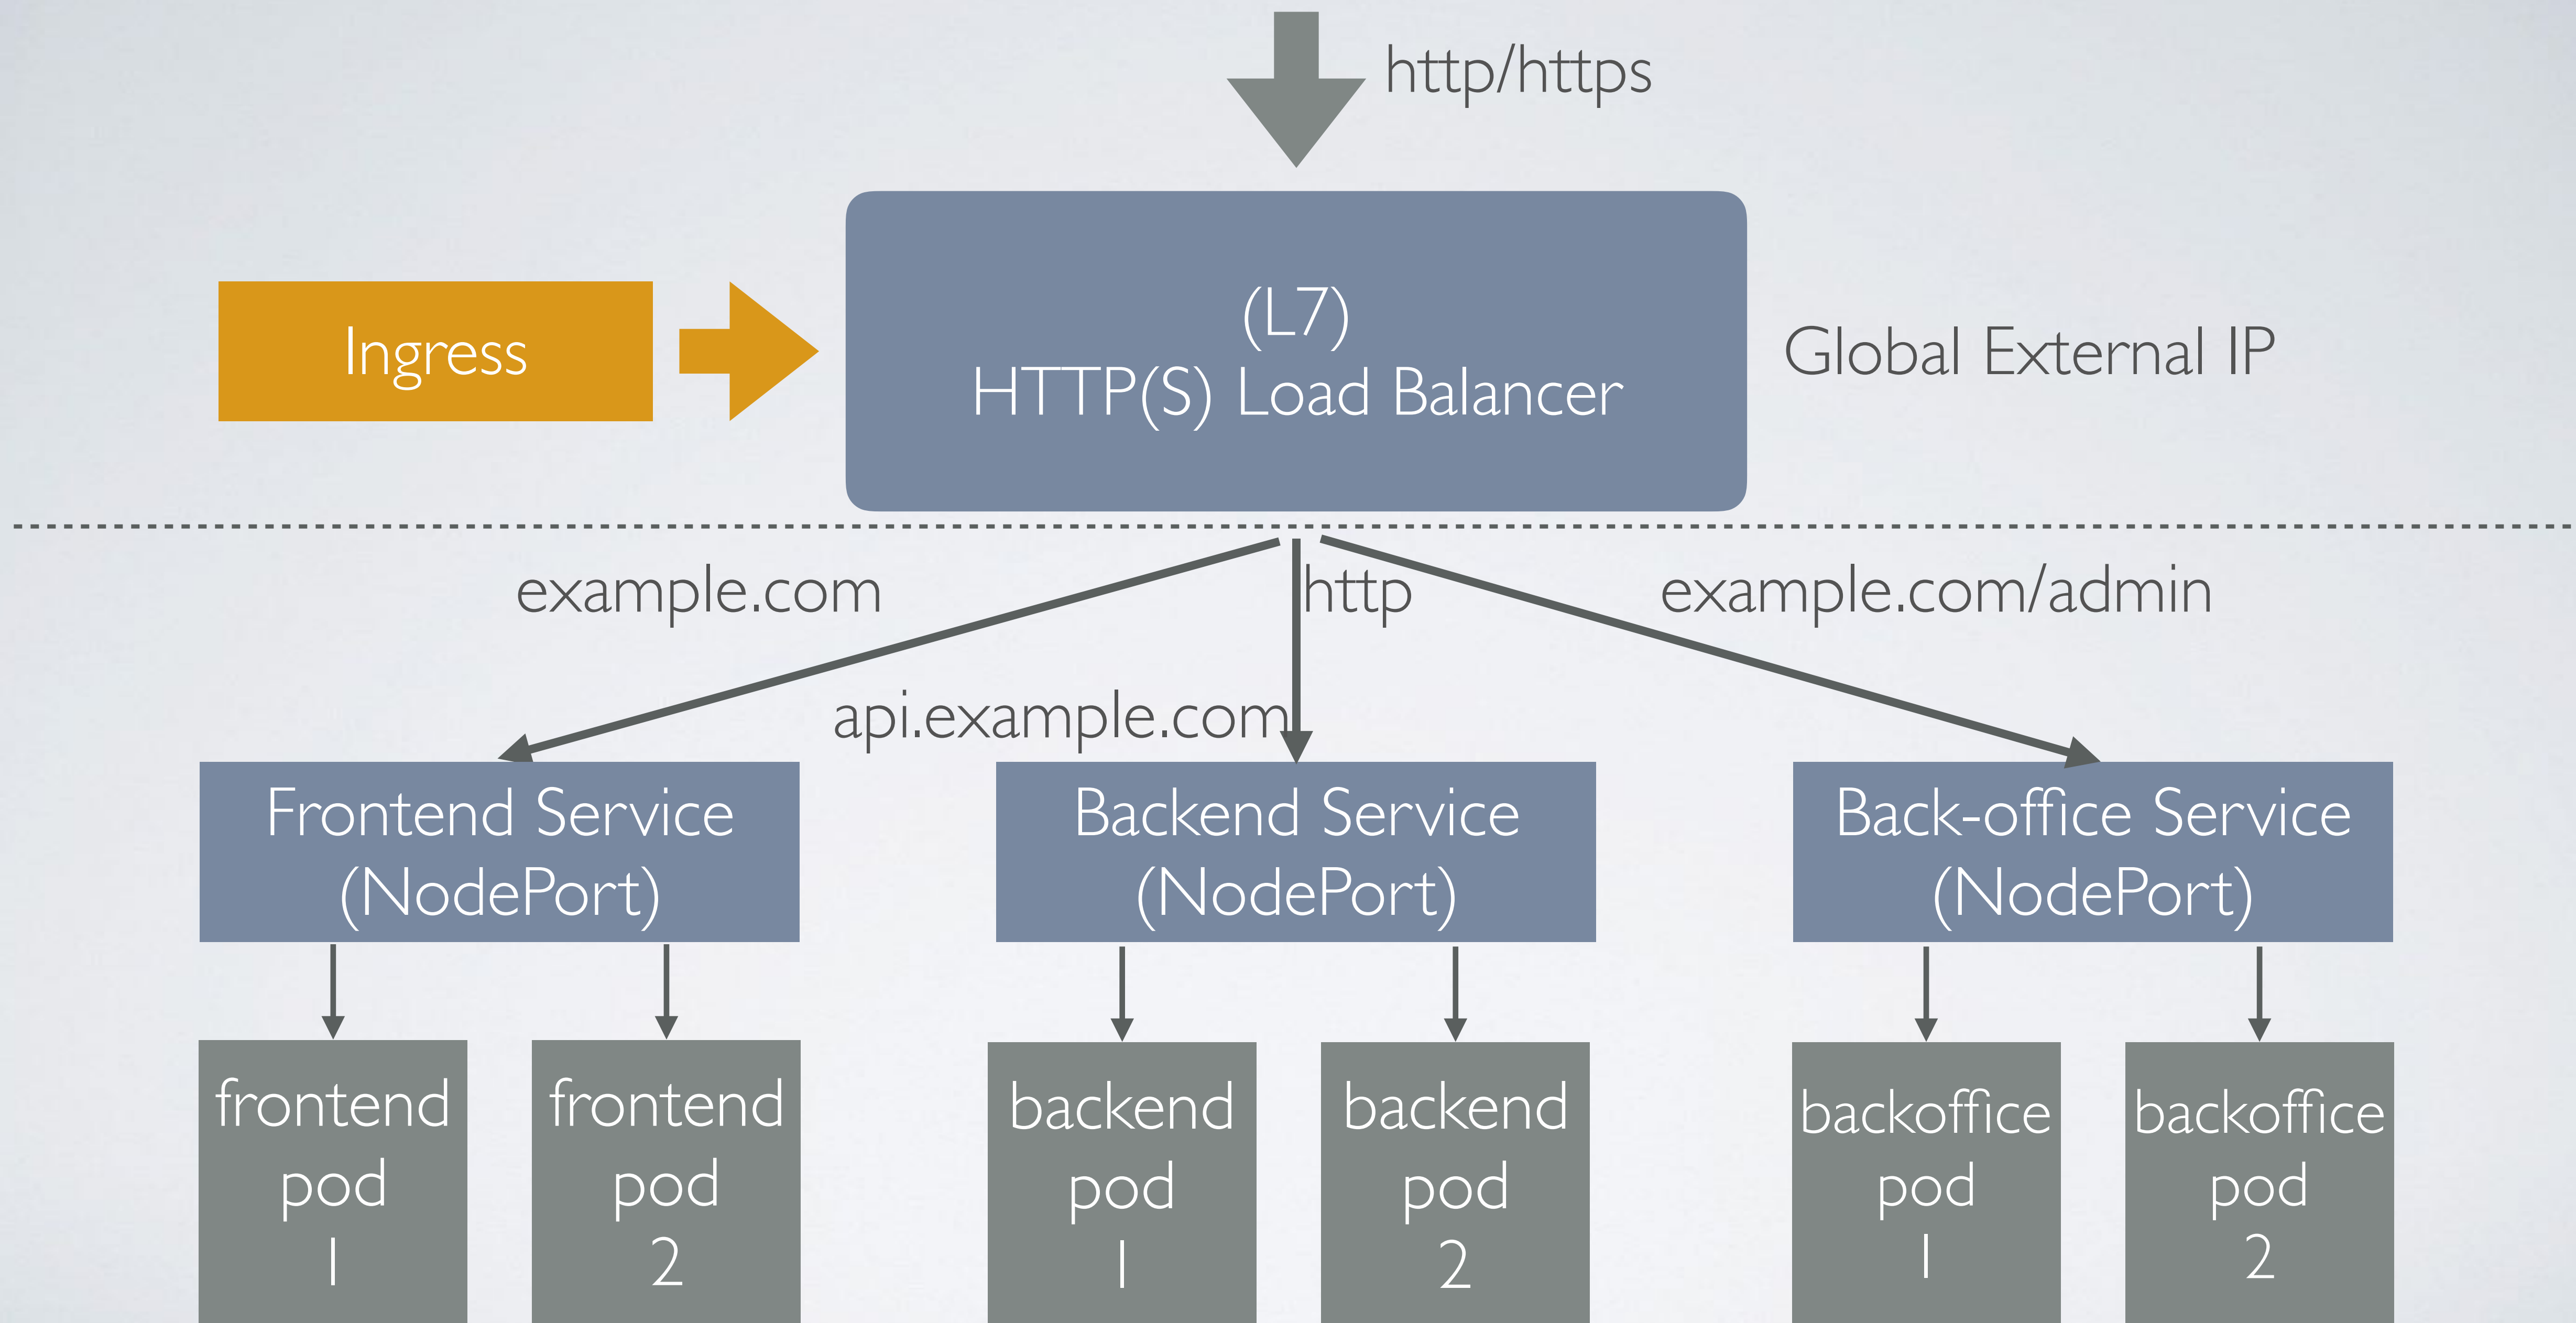 http/https
Ingress
(L7)
HTTP(S) Load Balancer
Global External IP
example.com
http
example.com/admin
api.example.com
Frontend Service
(NodePort)
Backend Service
(NodePort)
Back-office Service
(NodePort)
frontend
pod
1
frontend
pod
2
backend
pod
1
backend
pod
2
backoffice
pod
1
backoffice
pod
2